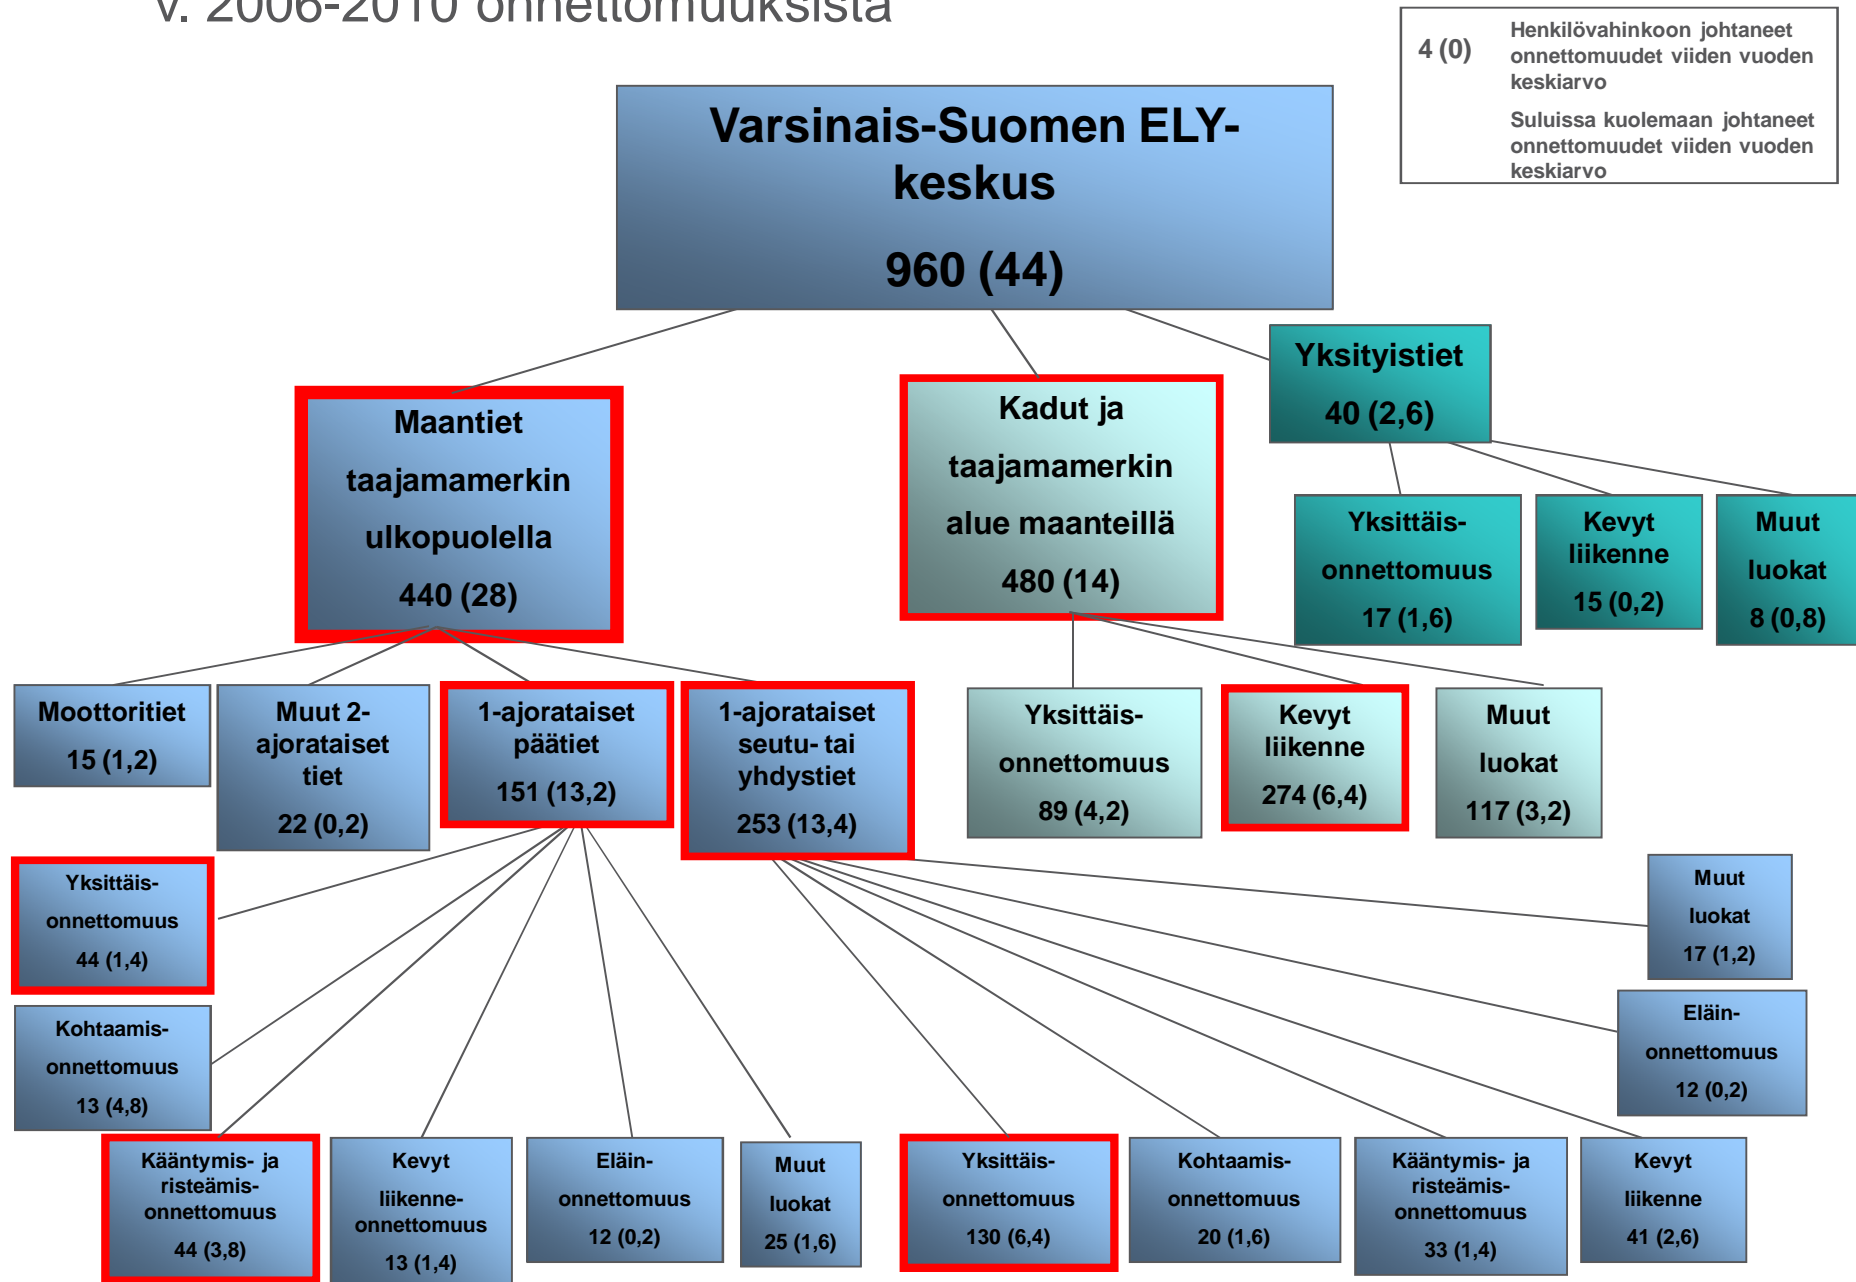 v. 2006-2010 onnettomuuksista
4 (0)
Henkilövahinkoon johtaneet
onnettomuudet viiden vuoden
keskiarvo
Suluissa kuolemaan johtaneet
onnettomuudet viiden vuoden
keskiarvo
Varsinais-Suomen ELY-
keskus
960 (44)
Maantiet
taajamamerkin
ulkopuolella
440 (28)
Kadut ja
taajamamerkin
alue maanteillä
480 (14)
Yksityistiet
40 (2,6)
Yksittäis-
onnettomuus
17 (1,6)
Kevyt
liikenne
15 (0,2)
Muut
luokat
8 (0,8)
Moottoritiet
15 (1,2)
Muut 2-
ajorataiset
tiet
22 (0,2)
1-ajorataiset
päätiet
151 (13,2)
1-ajorataiset
seutu- tai
yhdystiet
253 (13,4)
Yksittäis-
onnettomuus
89 (4,2)
Kevyt
liikenne
274 (6,4)
Muut
luokat
117 (3,2)
Yksittäis-
onnettomuus
44 (1,4)
Kohtaamis-
onnettomuus
13 (4,8)
Kääntymis- ja
risteämis-
onnettomuus
44 (3,8)
Kevyt
liikenne-
onnettomuus
13 (1,4)
Eläin-
onnettomuus
12 (0,2)
Muut
luokat
25 (1,6)
Yksittäis-
onnettomuus
130 (6,4)
Kohtaamis-
onnettomuus
20 (1,6)
Kääntymis- ja
risteämis-
onnettomuus
33 (1,4)
Kevyt
liikenne
41 (2,6)
Eläin-
onnettomuus
12 (0,2)
Muut
luokat
17 (1,2)